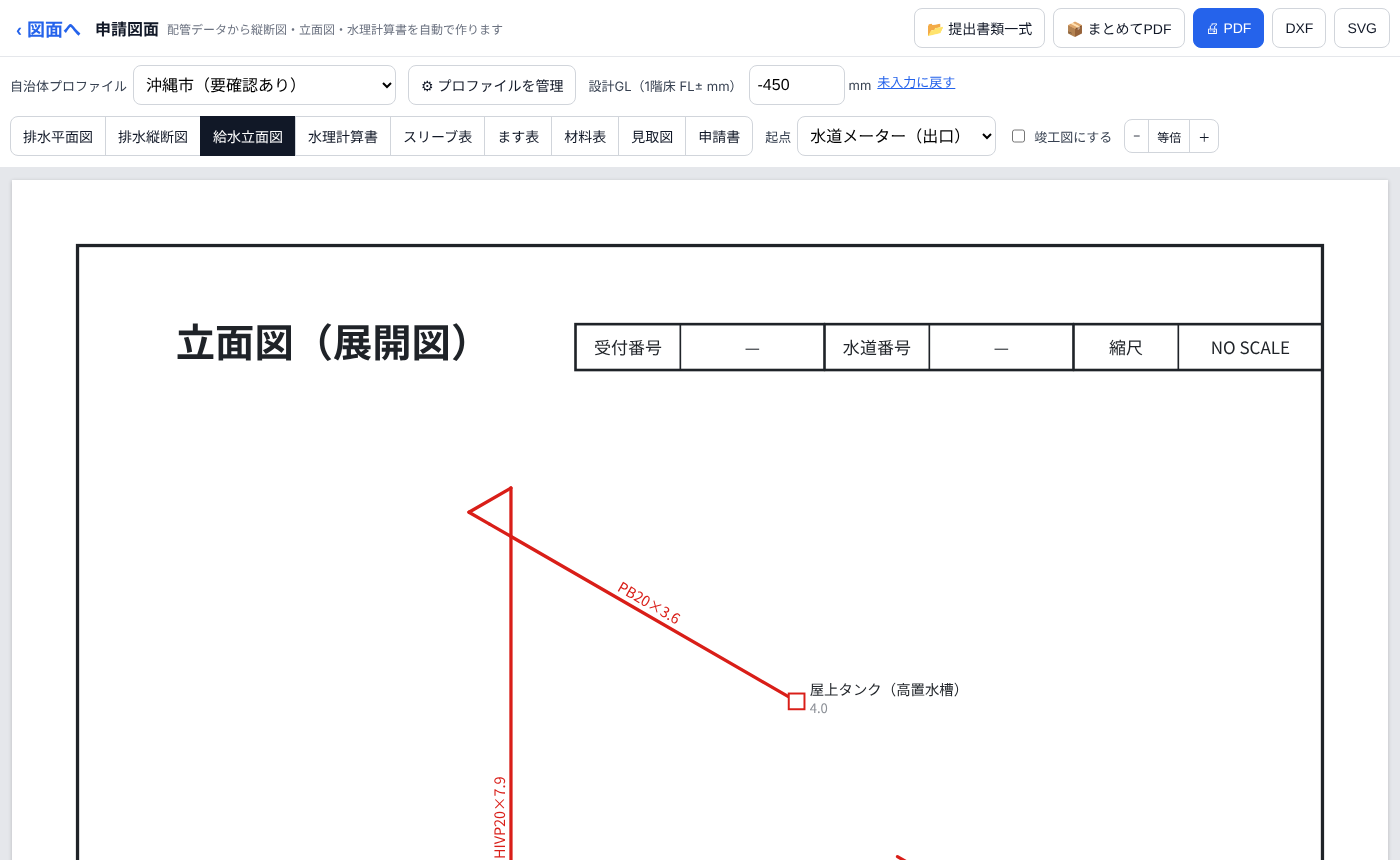 ‹ 図面へ 申請図面 配管データから縦断図・立面図・水理計算書を自動で作ります 📂 提出書類一式 📦 まとめてPDF 🖨 PDF DXF SVG
自治体プロファイル 沖縄市（要確認あり） ⚙ プロファイルを管理 設計GL（1階床 FL± mm） -450 mm 未入力に戻す
排水平面図 排水縦断図 給水立面図 水理計算書 スリーブ表 ます表 材料表 見取図 申請書 起点 水道メーター（出口） 竣工図にする − 等倍 ＋
立面図（展開図） 受付番号 — 水道番号 — 縮尺 NO SCALE
PB20×3.6
屋上タンク（高置水槽）
4.0
HIVP20×7.9